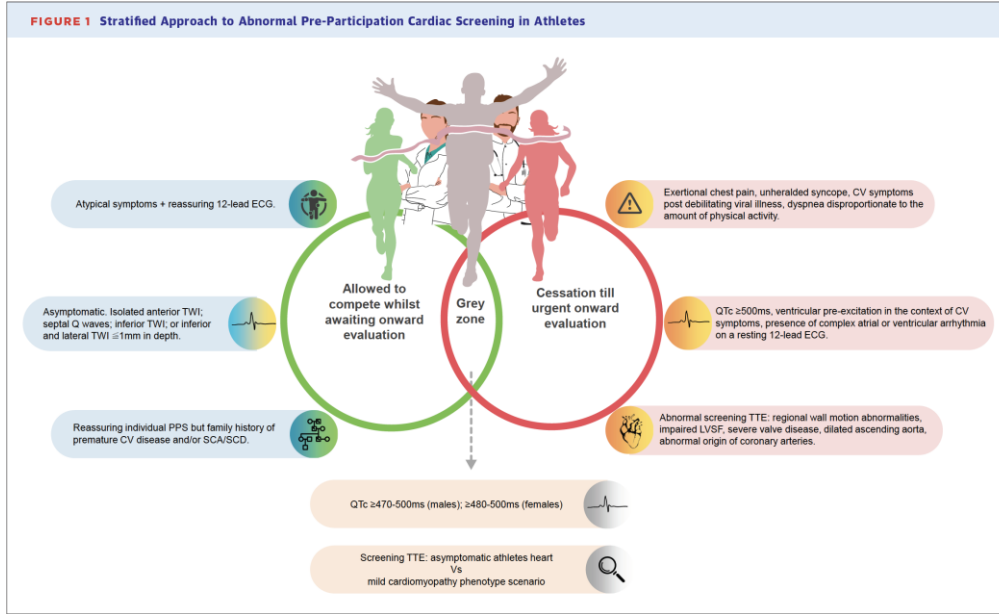 FIGURE 1 Stratified Approach to Abnormal Pre-Participation Cardiac Screening in Athletes
Atypical symptoms + reassuring 12-lead ECG.
Exertional chest pain, unheralded syncope, CV symptoms
post debilitating viral illness, dyspnea disproportionate to the
amount of physical activity.
Allowed to
compete whilst
awaiting onward
evaluation
Grey
zone
Cessation till
urgent onward
evaluation
Asymptomatic. Isolated anterior TWI;
septal Q waves; inferior TWI; or inferior
and lateral TWI ≤1mm in depth.
QTc ≥500ms, ventricular pre-excitation in the context of CV
symptoms, presence of complex atrial or ventricular arrhythmia
on a resting 12-lead ECG.
Reassuring individual PPS but family history of
premature CV disease and/or SCA/SCD.
Abnormal screening TTE: regional wall motion abnormalities,
impaired LVSF, severe valve disease, dilated ascending aorta,
abnormal origin of coronary arteries.
QTc ≥470-500ms (males); ≥480-500ms (females)
Screening TTE: asymptomatic athletes heart
Vs
mild cardiomyopathy phenotype scenario